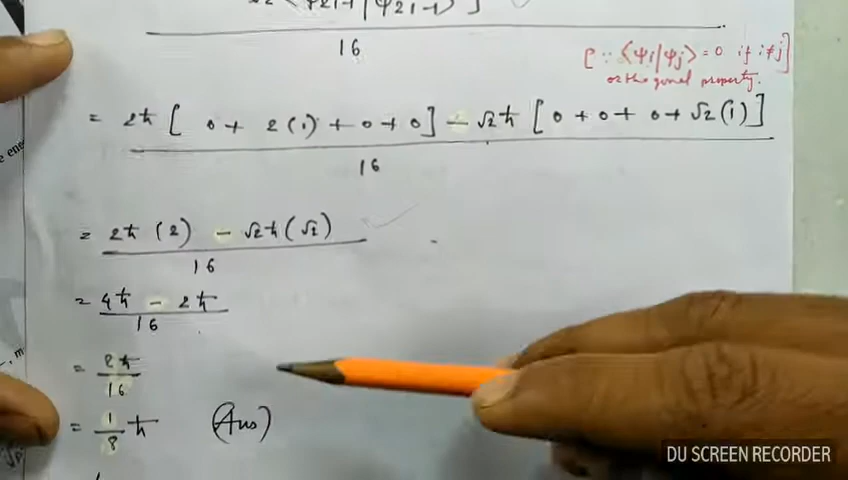 16
[∵ ⟨ψi|ψj⟩ = 0 if i≠j]
orthogonal property.
= 2ħ [ 0 + 2(1) + 0 + 0 ] − √2ħ [ 0 + 0 + 0 + √2(1) ]
16
= 2ħ (2) − √2ħ(√2)
16
= 4ħ − 2ħ
16
= 2ħ
16
= 1/8 ħ (Ans)
DU SCREEN RECORDER